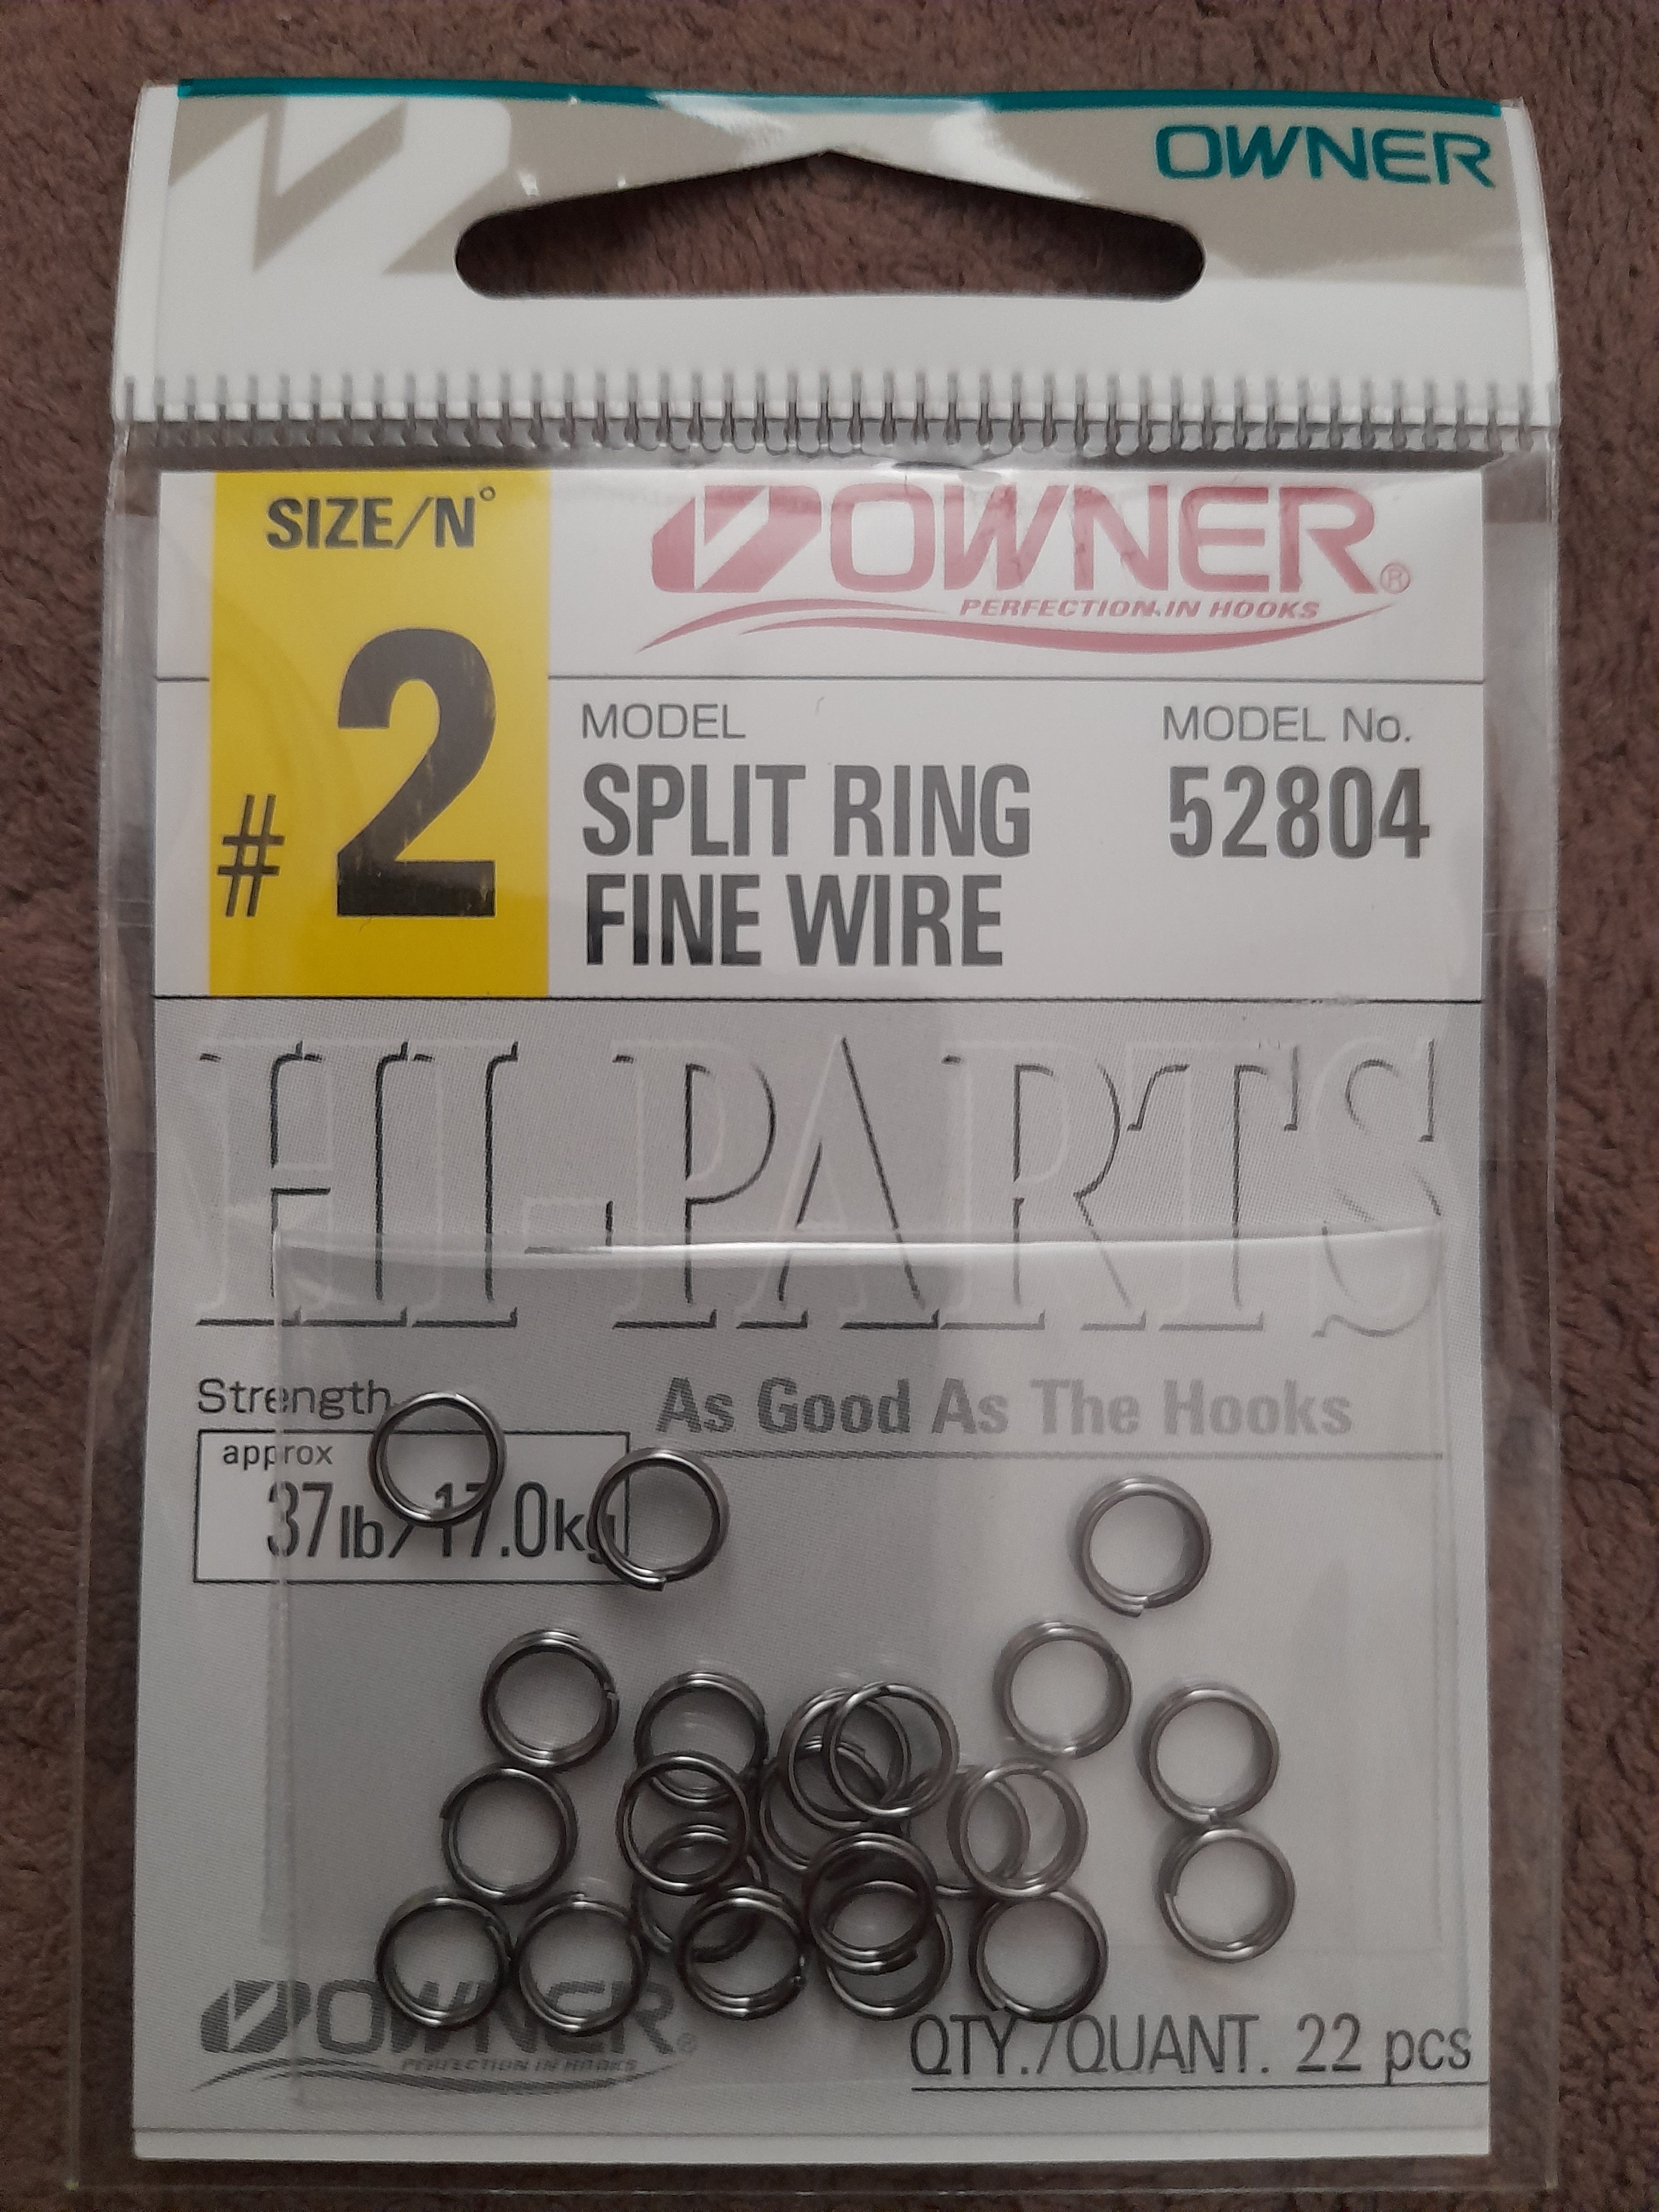 OWNER
SIZE/N°
#2
OWNER®
PERFECTION IN HOOKS
MODEL
SPLIT RING
FINE WIRE
MODEL No.
52804
HI-PARTS
Strength
approx
37lb/17.0kg
As Good As The Hooks
OWNER®
PERFECTION IN HOOKS
QTY./QUANT. 22 pcs